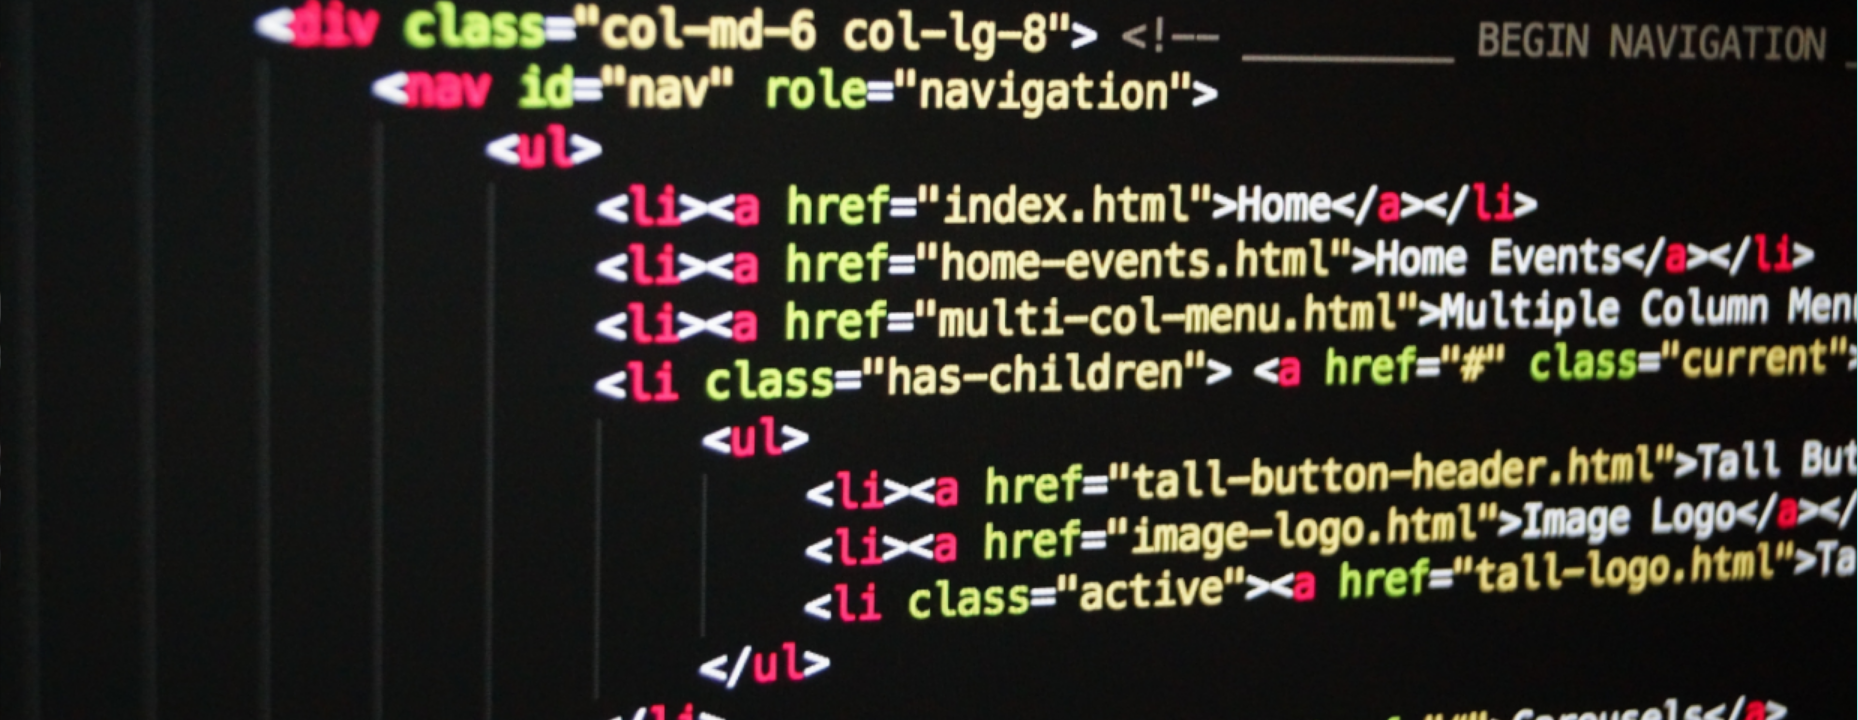 <div class="col-md-6 col-lg-8"> <!-- ________ BEGIN NAVIGATION _
<nav id="nav" role="navigation">
<ul>
<li><a href="index.html">Home</a></li>
<li><a href="home-events.html">Home Events</a></li>
<li><a href="multi-col-menu.html">Multiple Column Menu
<li class="has-children"> <a href="#" class="current">
<ul>
<li><a href="tall-button-header.html">Tall But
<li><a href="image-logo.html">Image Logo</a></
<li class="active"><a href="tall-logo.html">Ta
</ul>
</li>
"#">Carousels</a>